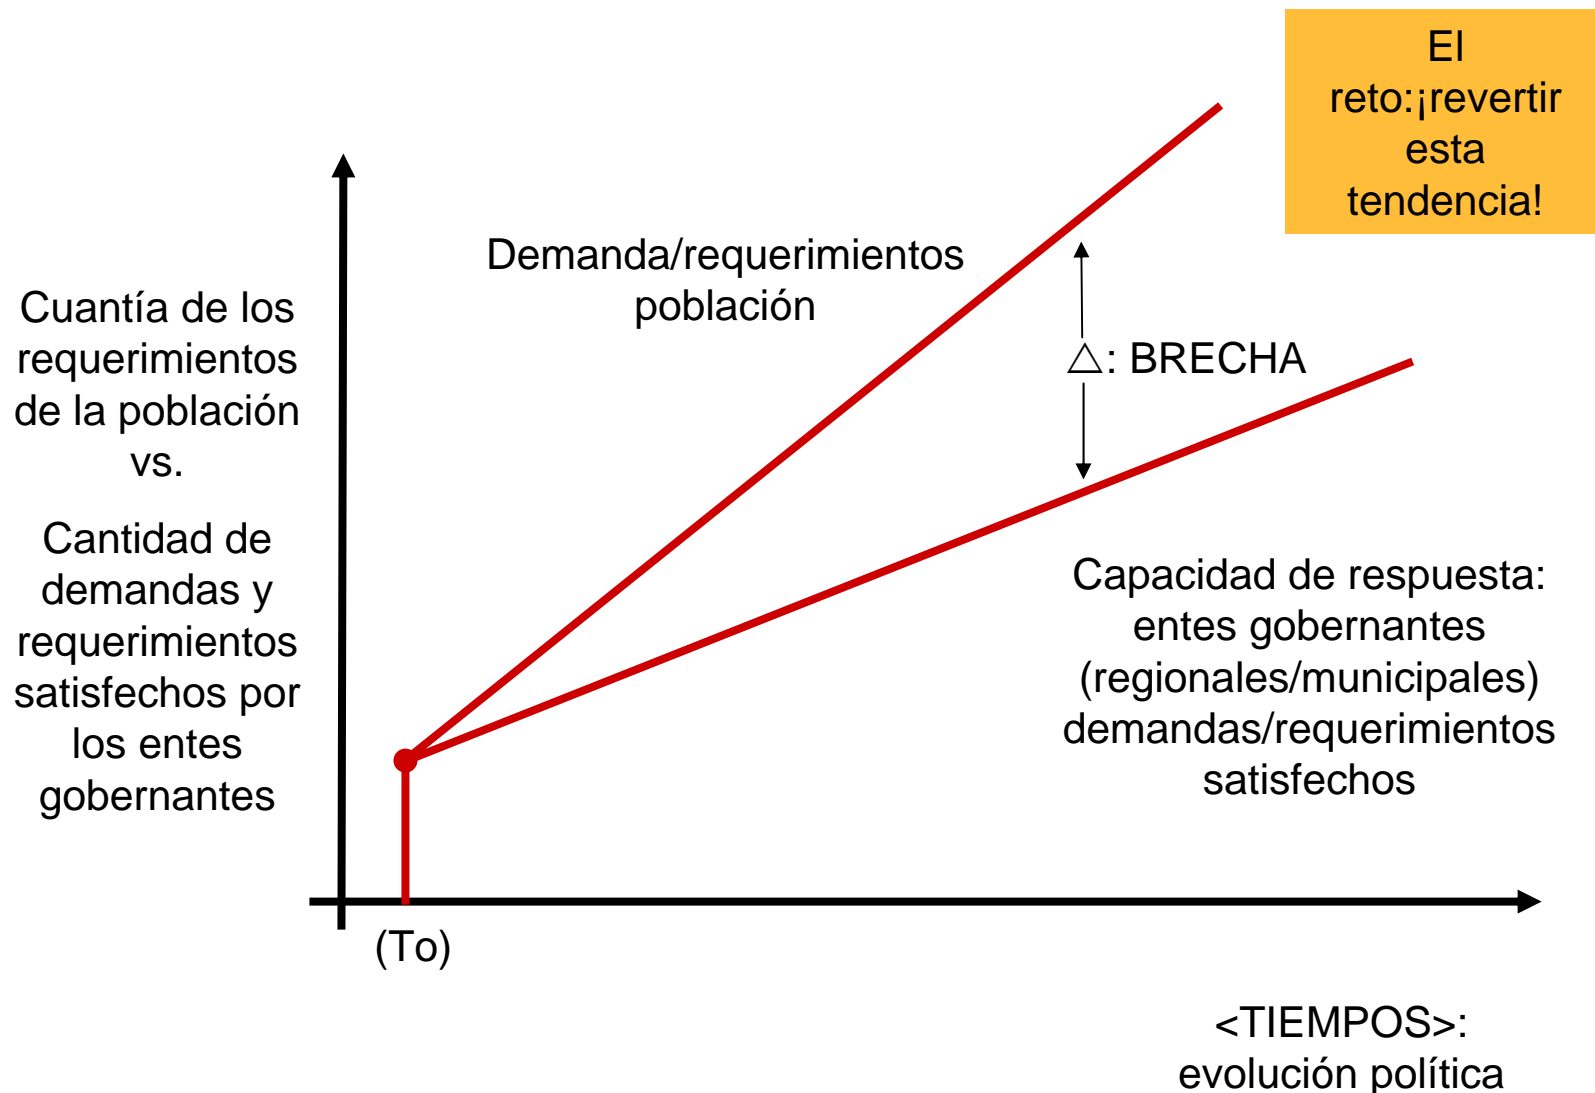 El
reto:¡revertir
esta
tendencia!
Demanda/requerimientos
población
Cuantía de los
requerimientos
de la población
vs.
Cantidad de
demandas y
requerimientos
satisfechos por
los entes
gobernantes
△: BRECHA
Capacidad de respuesta:
entes gobernantes
(regionales/municipales)
demandas/requerimientos
satisfechos
(To)
<TIEMPOS>:
evolución política